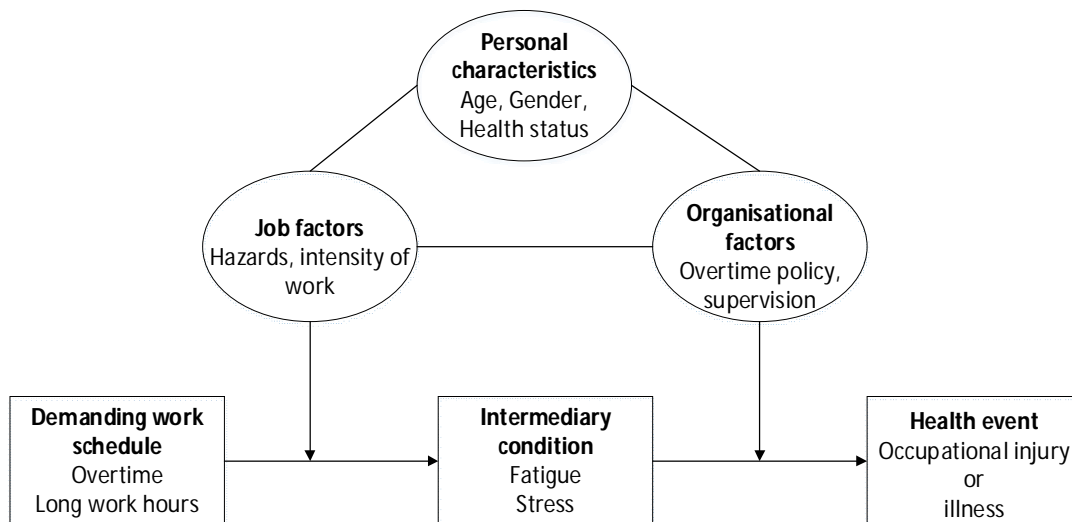 Personal
characteristics
Age, Gender,
Health status
Job factors
Hazards, intensity of
work
Organisational
factors
Overtime policy,
supervision
Demanding work
schedule
Overtime
Long work hours
Intermediary
condition
Fatigue
Stress
Health event
Occupational injury
or
illness